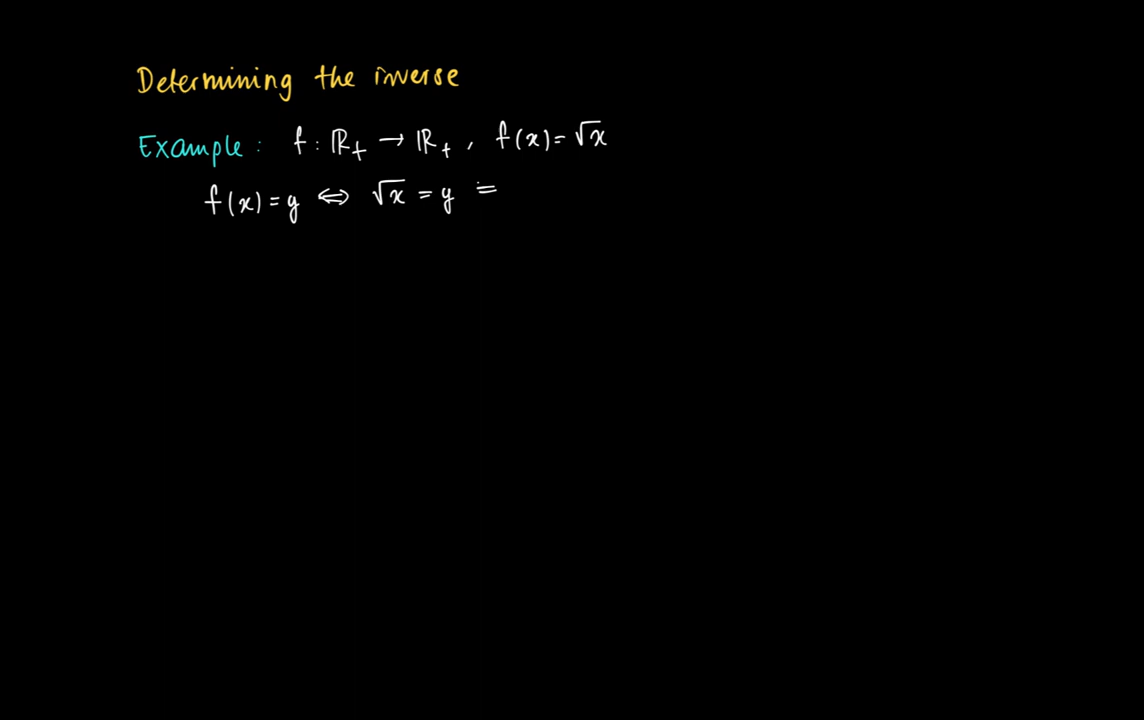 Determining the inverse
Example: f: ℝ₊ → ℝ₊, f(x) = √x
f(x) = y ⇔ √x = y =